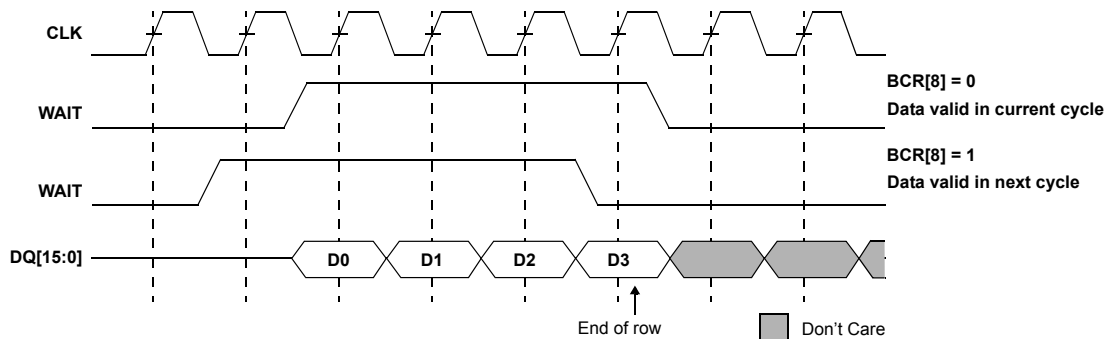 CLK
BCR[8] = 0
WAIT
Data valid in current cycle
BCR[8] = 1
WAIT
Data valid in next cycle
DQ[15:0]
D0
D1
D2
D3
End of row
Don't Care